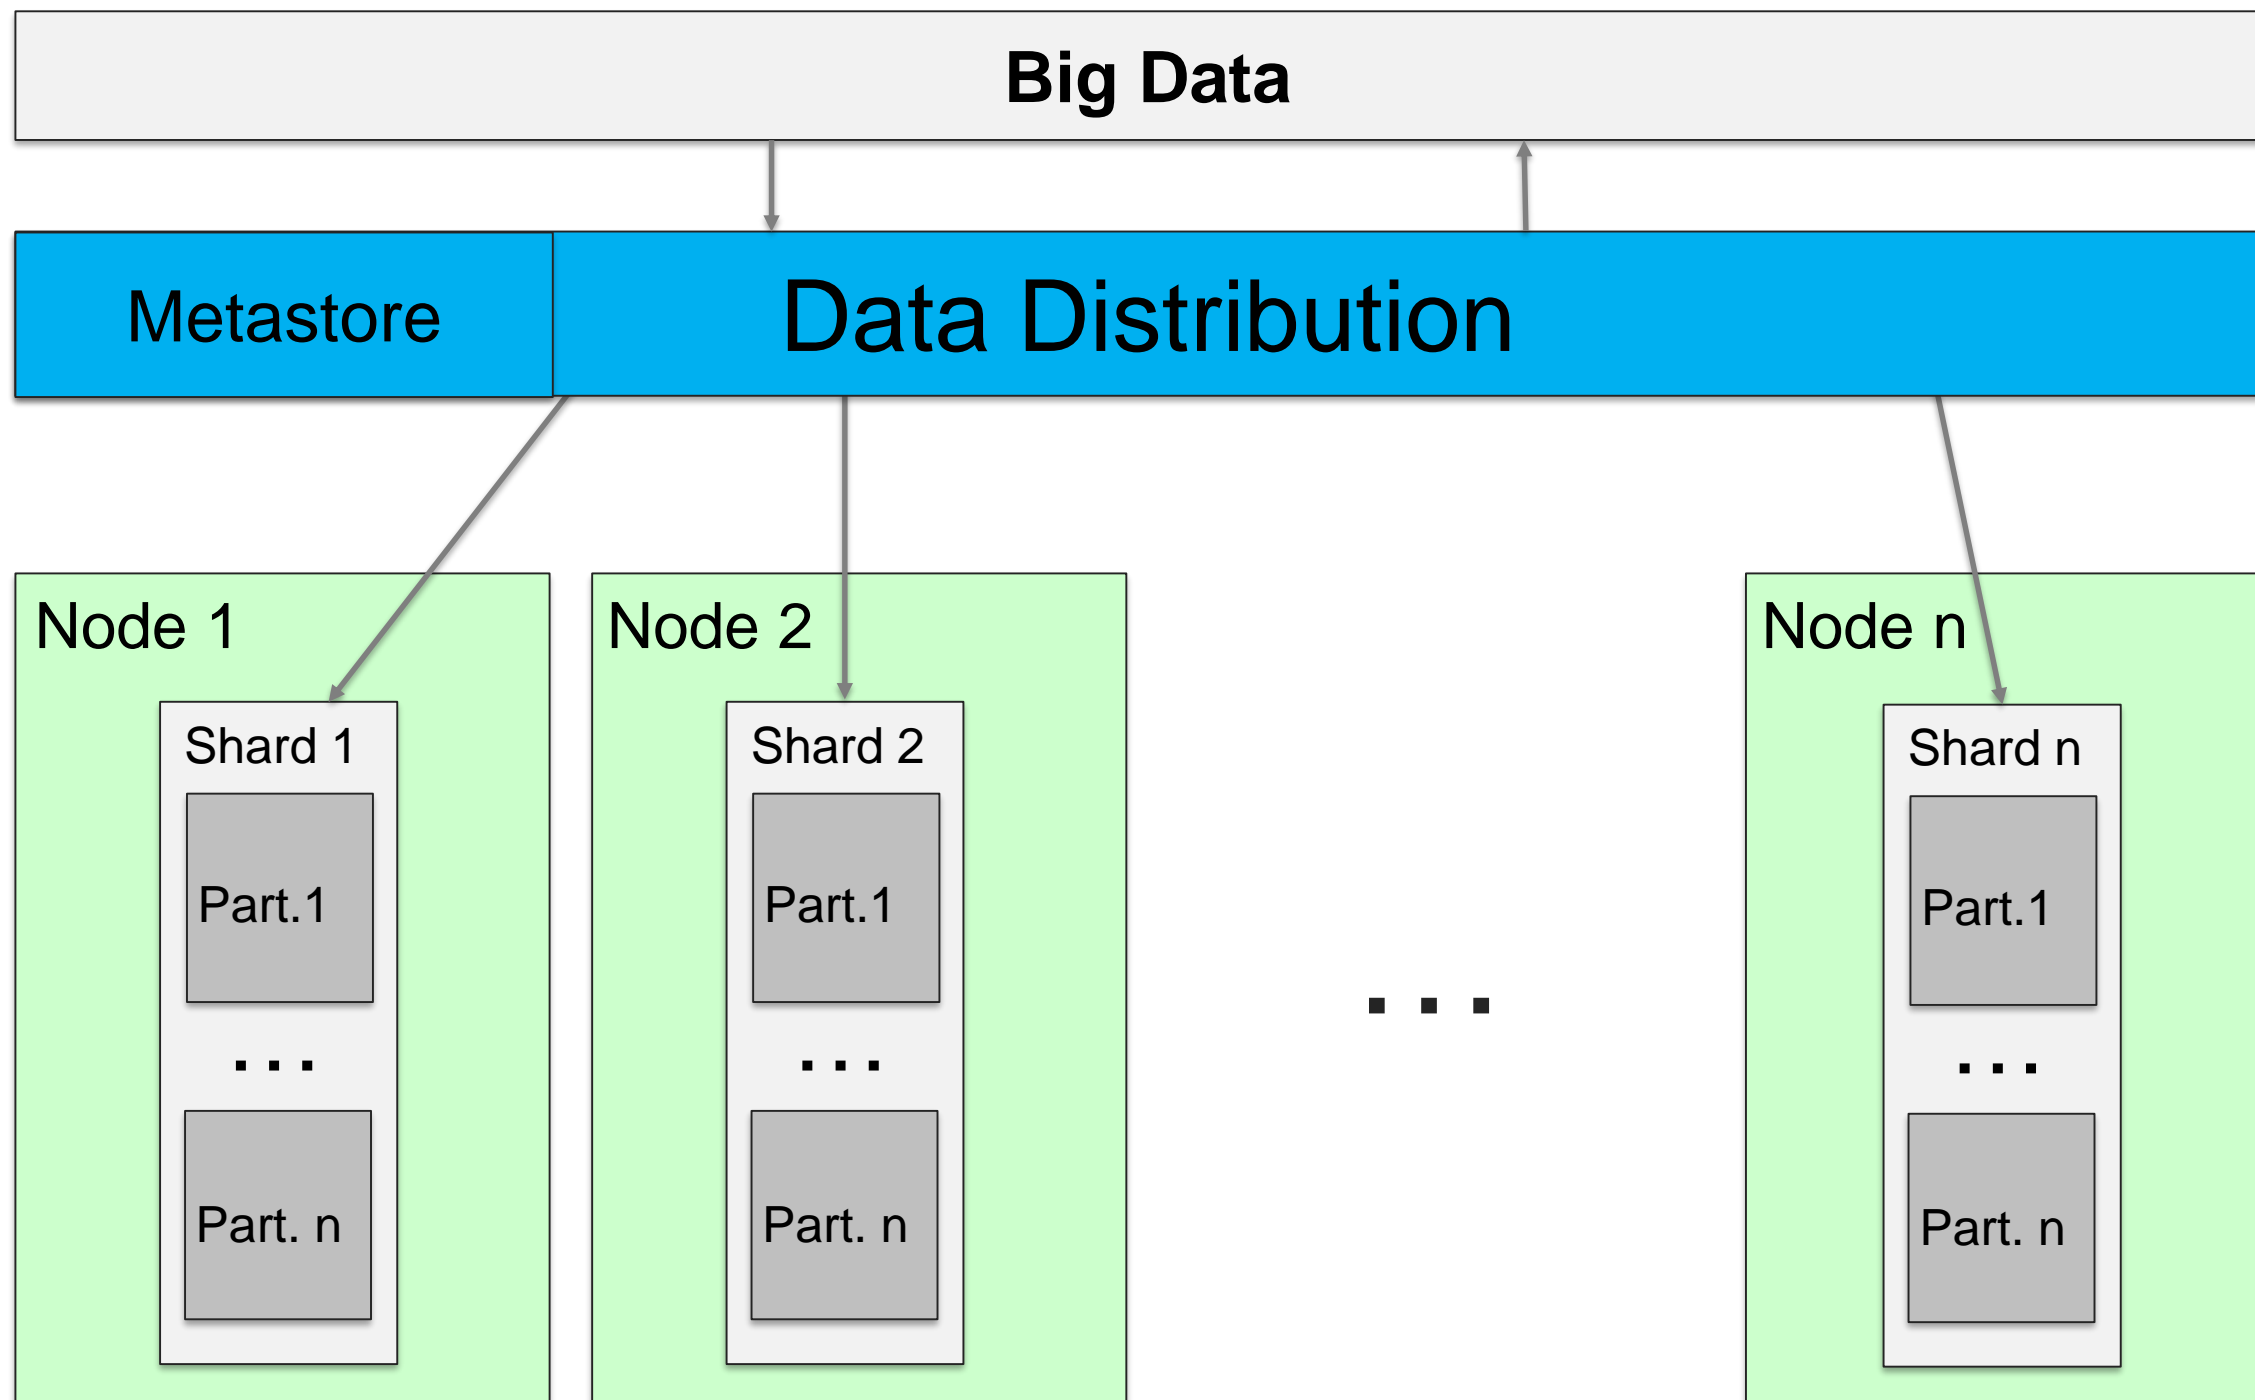 Big Data
Metastore
Data Distribution
Node 1
Node 2
Node n
Shard 1
Shard 2
Shard n
Part.1
Part.1
Part.1
...
...
...
...
Part. n
Part. n
Part. n